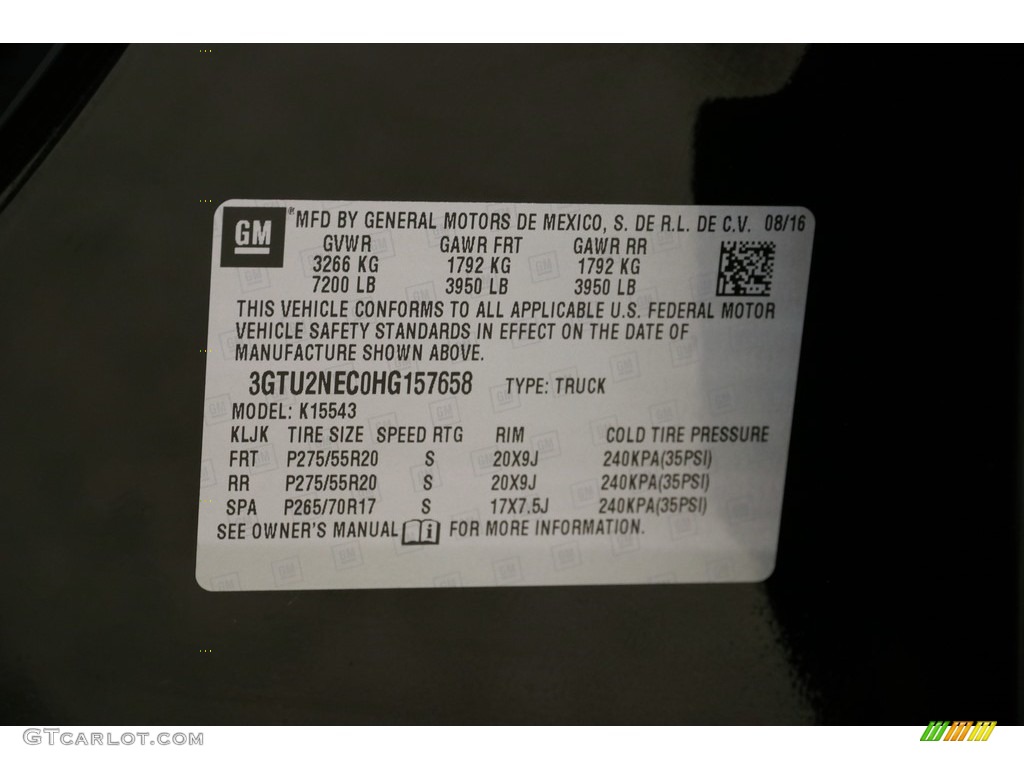 GM ® MFD BY GENERAL MOTORS DE MEXICO, S. DE R.L. DE C.V. 08/16
GVWR GAWR FRT GAWR RR
3266 KG 1792 KG 1792 KG
7200 LB 3950 LB 3950 LB
THIS VEHICLE CONFORMS TO ALL APPLICABLE U.S. FEDERAL MOTOR
VEHICLE SAFETY STANDARDS IN EFFECT ON THE DATE OF
MANUFACTURE SHOWN ABOVE.
3GTU2NEC0HG157658 TYPE: TRUCK
MODEL: K15543
KLJK TIRE SIZE SPEED RTG RIM COLD TIRE PRESSURE
FRT P275/55R20 S 20X9J 240KPA(35PSI)
RR P275/55R20 S 20X9J 240KPA(35PSI)
SPA P265/70R17 S 17X7.5J 240KPA(35PSI)
SEE OWNER'S MANUAL i FOR MORE INFORMATION.
GTCARLOT.COM